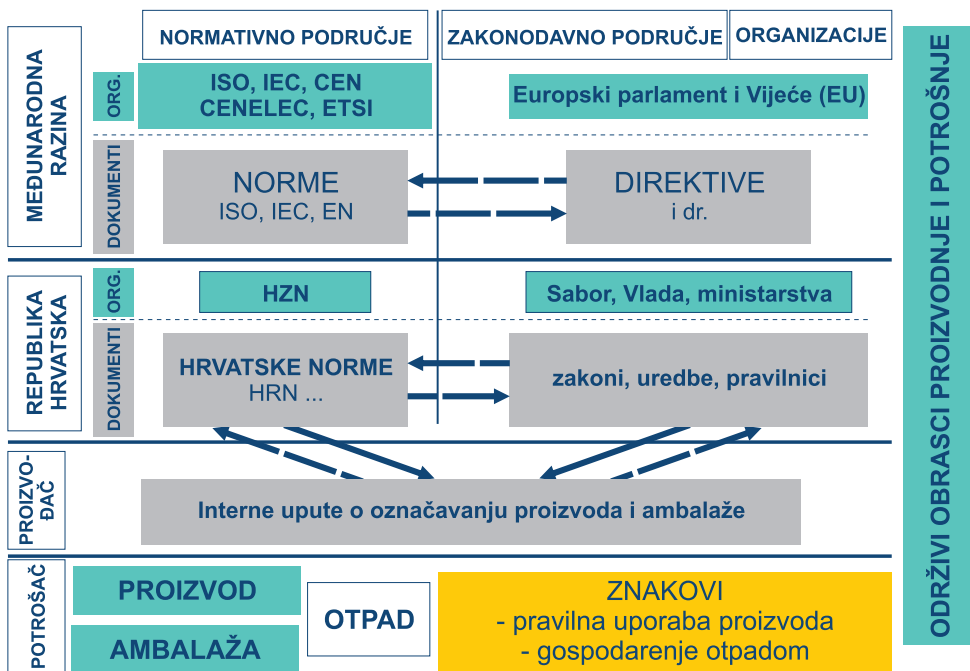 NORMATIVNO PODRUČJE
ZAKONODAVNO PODRUČJE
ORGANIZACIJE
MEĐUNARODNA
RAZINA
ORG.
ISO, IEC, CEN
CENELEC, ETSI
Europski parlament i Vijeće (EU)
DOKUMENTI
NORME
ISO, IEC, EN
DIREKTIVE
i dr.
REPUBLIKA
HRVATSKA
ORG.
HZN
Sabor, Vlada, ministarstva
DOKUMENTI
HRVATSKE NORME
HRN ...
zakoni, uredbe, pravilnici
PROIZVO-
ĐAČ
Interne upute o označavanju proizvoda i ambalaže
POTROŠAČ
PROIZVOD
AMBALAŽA
OTPAD
ZNAKOVI
- pravilna uporaba proizvoda
- gospodarenje otpadom
ODRŽIVI OBRASCI PROIZVODNJE I POTROŠNJE